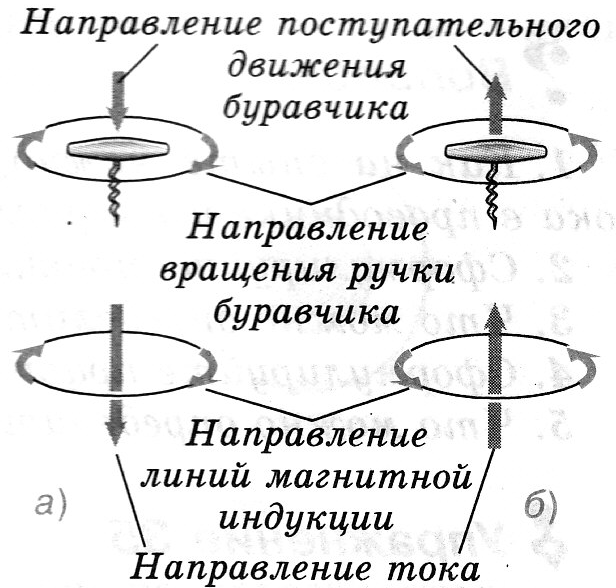 Направление поступательного
движения
буравчика
Направление
вращения ручки
буравчика
Направление
линий магнитной
индукции
а)
б)
Направление тока